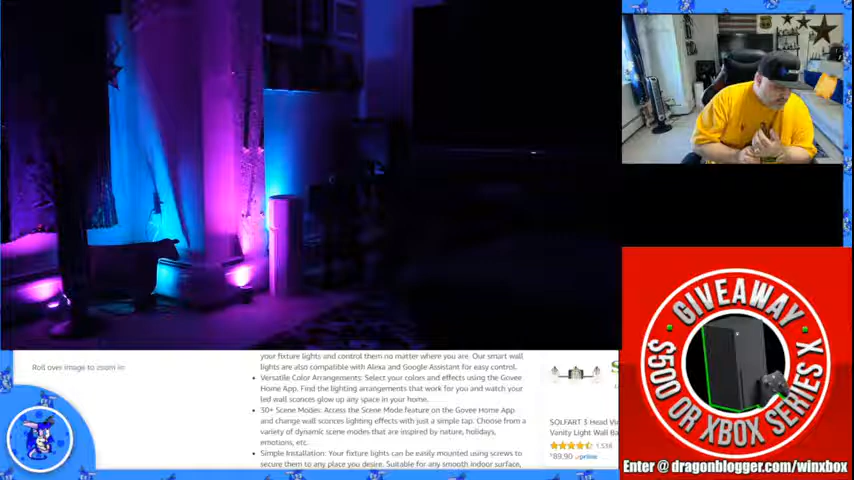 Roll over image to zoom in
your fixture lights and control them no matter where you are. Our smart wall
lights are also compatible with Alexa and Google Assistant for easy control.
Versatile Color Arrangements: Select your colors and effects using the Govee
Home App. Find the lighting arrangements that work for you and watch your
led wall sconces glow up any space in your home.
30+ Scene Modes: Access the Scene Mode feature on the Govee Home App
and change wall sconces lighting effects with just a simple tap. Choose from a
variety of dynamic scene modes that are inspired by nature, holidays,
emotions, etc.
Simple Installation: Your fixture lights can be easily mounted using screws to
secure them to any place you desire. Suitable for any smooth indoor surface,
SOLFART 3 Head
Vanity Light Wall
1,536
$89.90 prime
GIVEAWAY
$500 OR XBOX SERIES X
Enter @ dragonblogger.com/winxbox